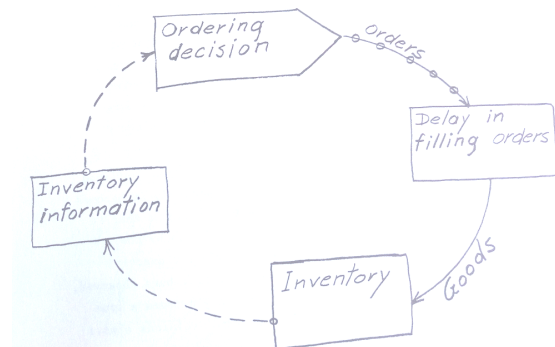 Ordering
decision
Orders
Delay in
filling orders
Goods
Inventory
Inventory
information